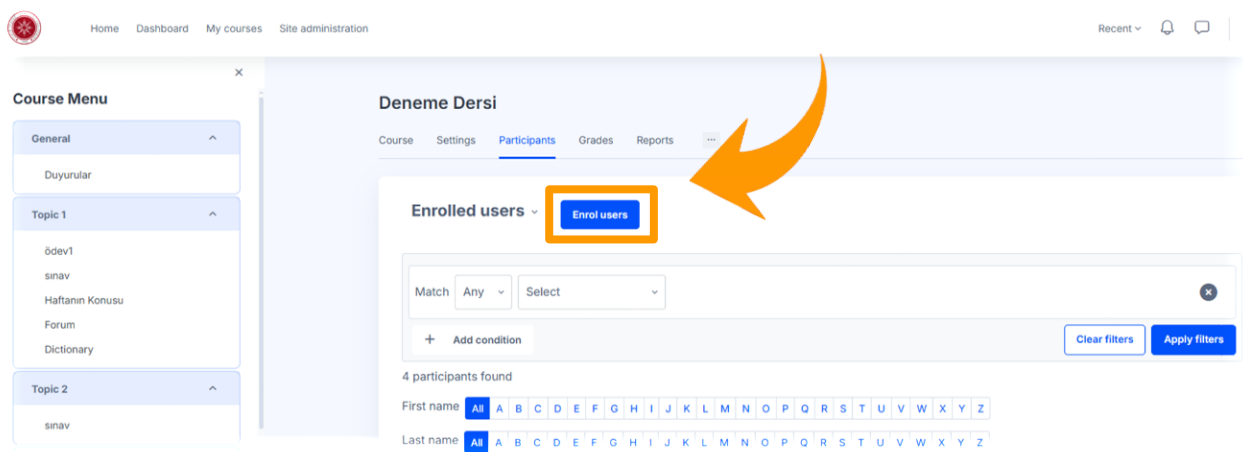 Home Dashboard My courses Site administration Recent
Course Menu
General
Duyurular
Topic 1
ödev1
sınav
Haftanın Konusu
Forum
Dictionary
Topic 2
sınav
Deneme Dersi
Course Settings Participants Grades Reports ...
Enrolled users Enrol users
Match Any Select
+ Add condition Clear filters Apply filters
4 participants found
First name All A B C D E F G H I J K L M N O P Q R S T U V W X Y Z
Last name All A B C D E F G H I J K L M N O P Q R S T U V W X Y Z